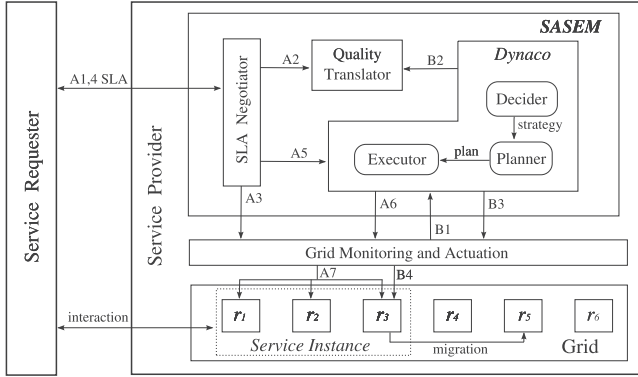 SASEM
Dynaco
A1,4 SLA
Service Requester
Service Provider
SLA Negotiator
A2
Quality
Translator
B2
Decider
strategy
A5
Executor
plan
Planner
A3
A6
B1
B3
Grid Monitoring and Actuation
A7
B4
interaction
r1
r2
r3
r4
r5
r6
Service Instance
migration
Grid